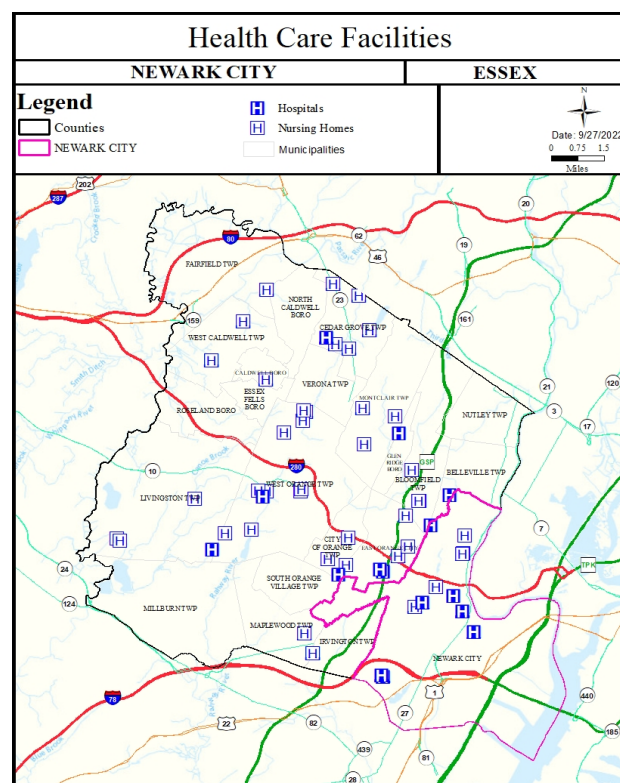 Health Care Facilities
NEWARK CITY
ESSEX
Legend
Counties
NEWARK CITY
H Hospitals
H Nursing Homes
Municipalities
N
Date: 9/27/2022
0 0.75 1.5
Miles
202
287
80
62
46
20
19
FAIRFIELD TWP
NORTH
CALDWELL
BORO
23
159
161
WEST CALDWELL TWP
CEDAR GROVE TWP
CALDWELL BORO
ESSEX
FELLS
BORO
VERONA TWP
MONTCLAIR TWP
ROSELAND BORO
NUTLEY TWP
21
120
3
17
GLEN
RIDGE
BORO
GSP
BELLEVILLE TWP
BLOOMFIELD
TWP
10
280
WEST ORANGE TWP
LIVINGSTON TWP
7
CITY
OF ORANGE
TWP
TPK
24
124
SOUTH ORANGE
VILLAGE TWP
MILLBURN TWP
MAPLEWOOD TWP
IRVINGTON TWP
NEWARK CITY
78
22
82
27
1
440
185
439
81
28